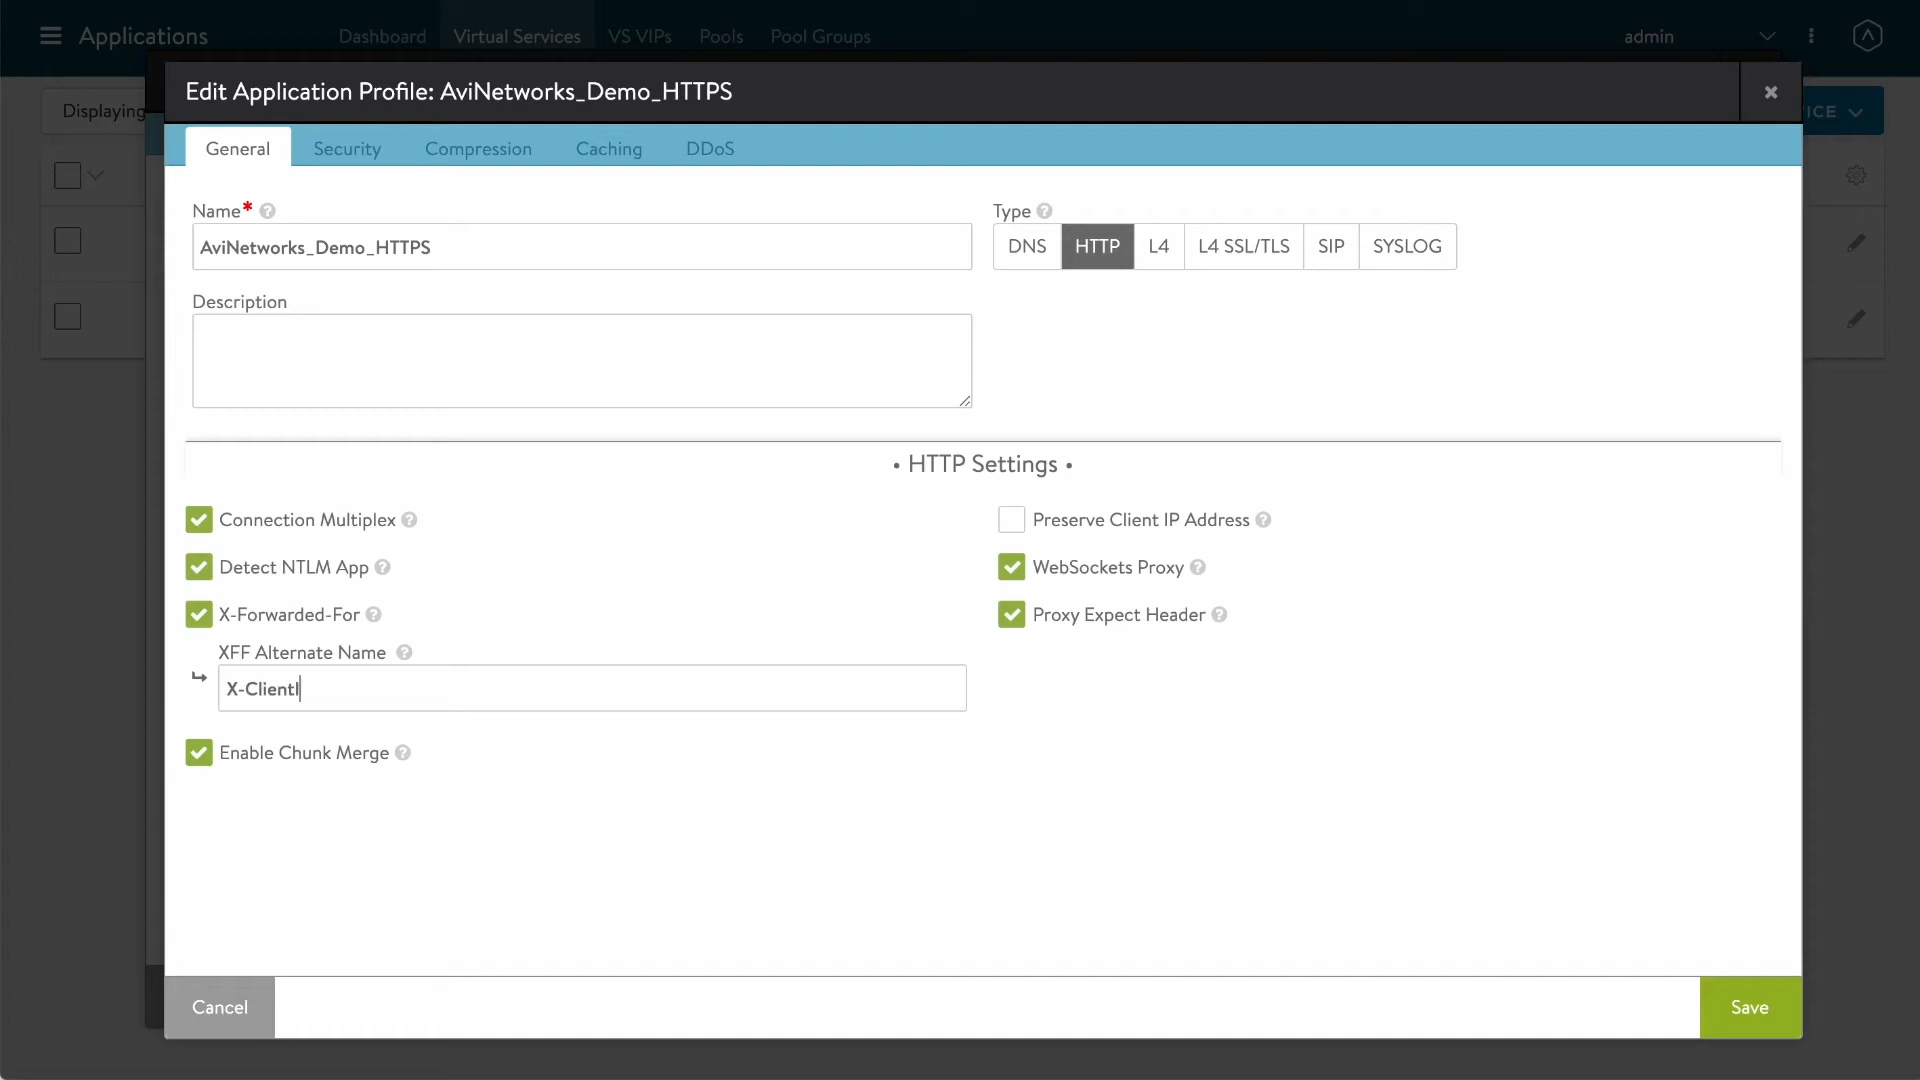 Applications
Dashboard
Virtual Services
VS VIPs
Pools
Pool Groups
admin
Displaying
ICE
Edit Application Profile: AviNetworks_Demo_HTTPS
General
Security
Compression
Caching
DDoS
Name*
AviNetworks_Demo_HTTPS
Type
DNS
HTTP
L4
L4 SSL/TLS
SIP
SYSLOG
Description
• HTTP Settings •
Connection Multiplex
Preserve Client IP Address
Detect NTLM App
WebSockets Proxy
X-Forwarded-For
Proxy Expect Header
XFF Alternate Name
X-ClientI
Enable Chunk Merge
Cancel
Save